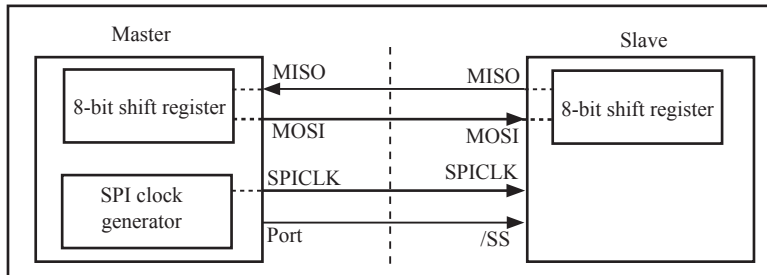 Master
Slave
MISO
MISO
8-bit shift register
8-bit shift register
MOSI
MOSI
SPICLK
SPICLK
SPI clock
generator
Port
/SS